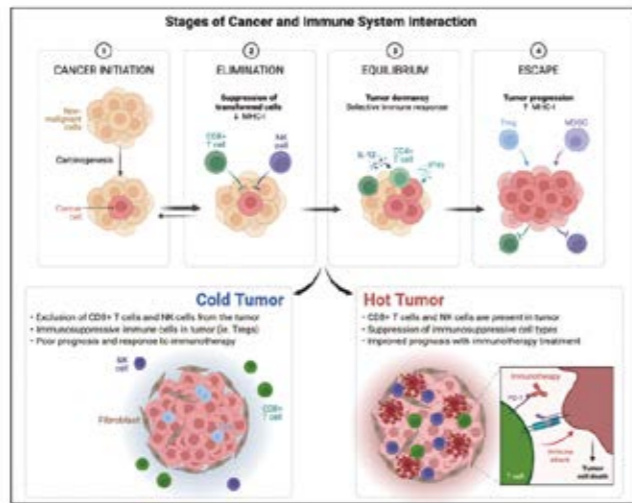 Stages of Cancer and Immune System Interaction
1
CANCER INITIATION
Non-
malignant
cells
Carcinogenesis
Cancer
cell
2
ELIMINATION
Suppression of
transformed cells
↓ MHC-I
CD8+
T cell
NK
cell
3
EQUILIBRIUM
Tumor dormancy
Selective immune response
IL-12
CD4+
T cell
IFNγ
4
ESCAPE
Tumor progression
↑ MHC-I
Treg
MDSC
Cold Tumor
• Exclusion of CD8+ T cells and NK cells from the tumor
• Immunosuppressive immune cells in tumor (ie. Tregs)
• Poor prognosis and response to immunotherapy
NK
cell
Fibroblast
CD8+
T cell
Hot Tumor
• CD8+ T cells and NK cells are present in tumor
• Suppression of immunosuppressive cell types
• Improved prognosis with immunotherapy treatment
Immunotherapy
PD-1
T cell
Immune
attack
Tumor
cell death